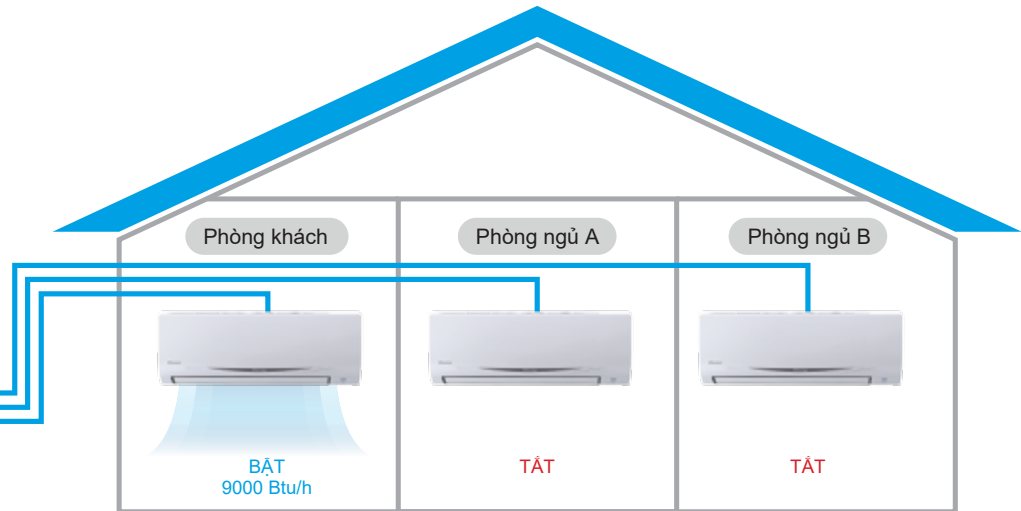 Phòng khách
Phòng ngủ A
Phòng ngủ B
BẬT
9000 Btu/h
TẮT
TẮT